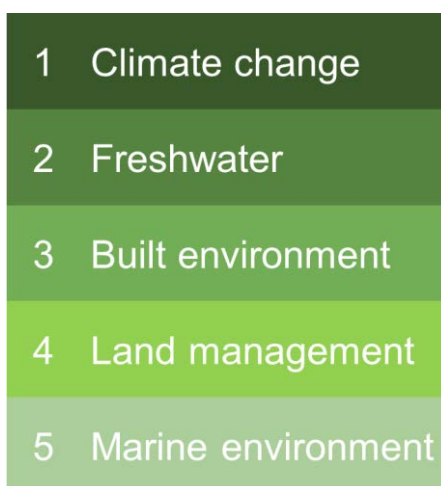 1 Climate change
2 Freshwater
3 Built environment
4 Land management
5 Marine environment